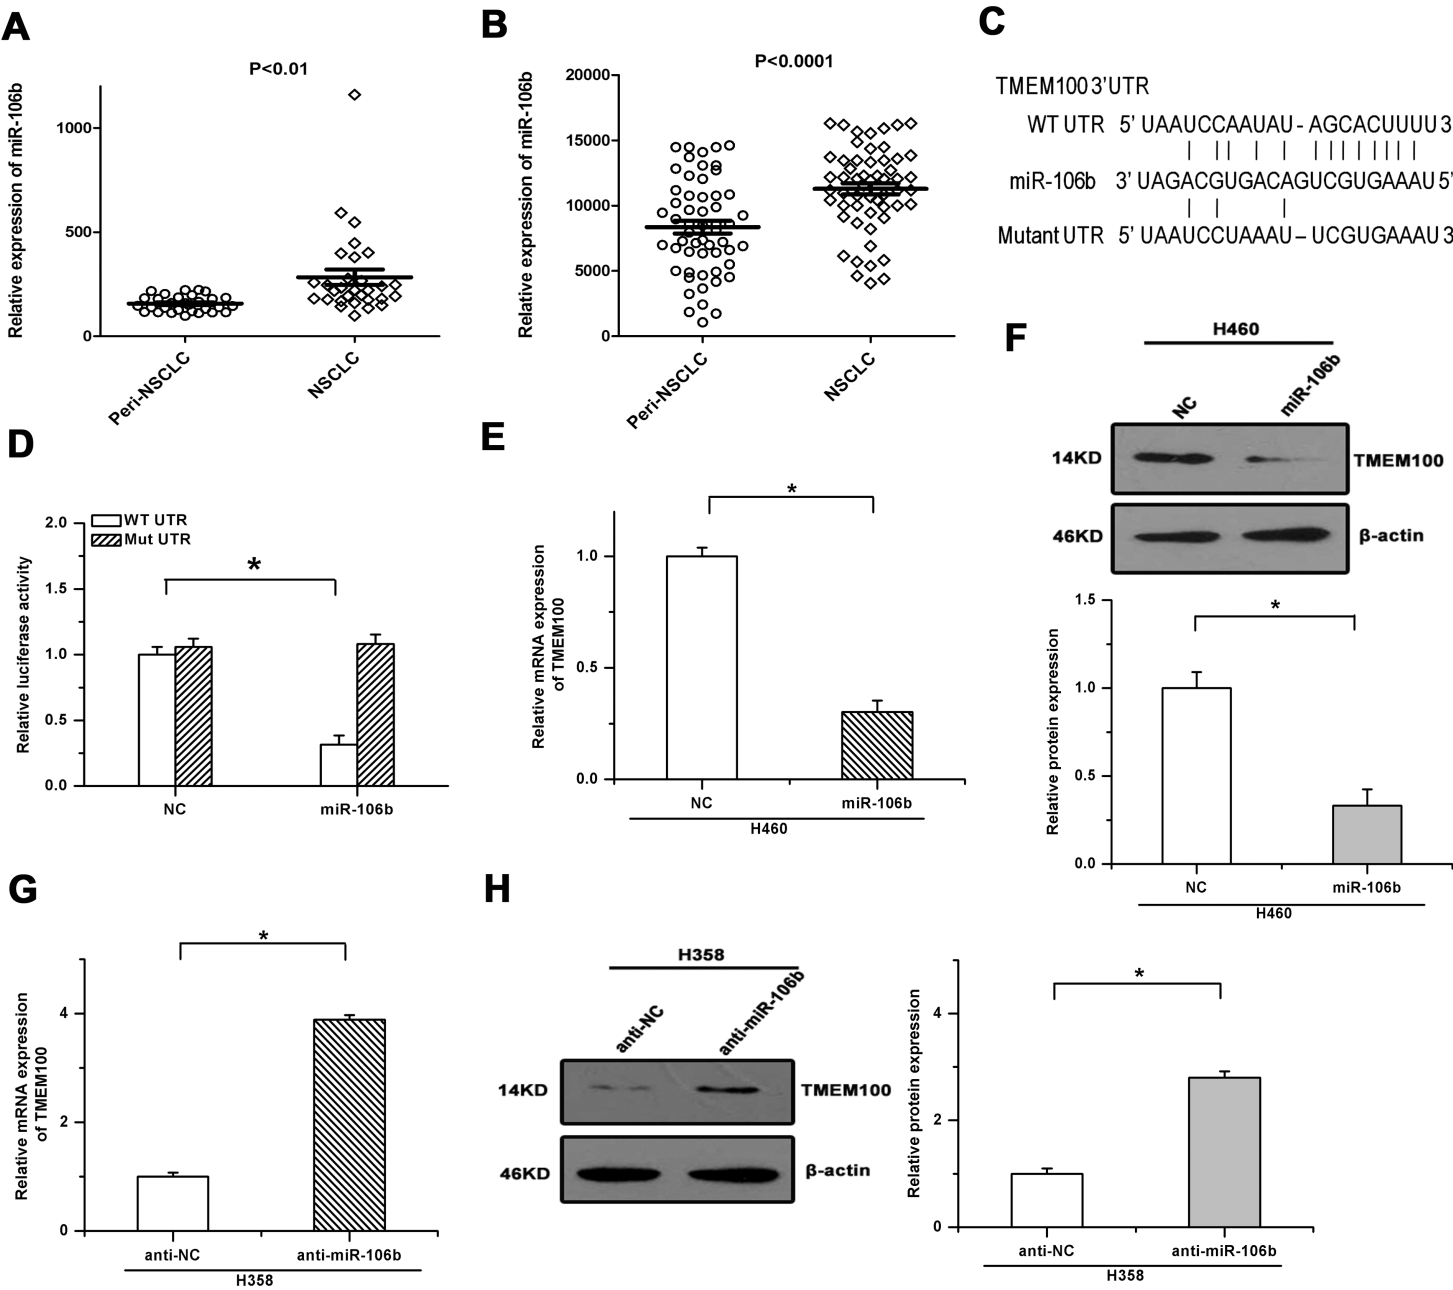 A
P<0.01
Relative expression of miR-106b
1000
500
0
Peri-NSCLC
NSCLC
B
P<0.0001
Relative expression of miR-106b
20000
15000
10000
5000
0
Peri-NSCLC
NSCLC
C
TMEM100 3'UTR
WT UTR 5' UAAUCCAAUAU - AGCACUUUU 3
miR-106b 3' UAGACGUGACAGUCGUGAAAU 5'
Mutant UTR 5' UAAUCCUAAAU - UCGUGAAAU 3
D
WT UTR
Mut UTR
*
Relative luciferase activity
2.0
1.5
1.0
0.5
0.0
NC
miR-106b
E
*
Relative mRNA expression
of TMEM100
1.0
0.5
0.0
NC
miR-106b
H460
F
H460
NC
miR-106b
14KD
TMEM100
46KD
β-actin
*
Relative protein expression
1.5
1.0
0.5
0.0
NC
miR-106b
H460
G
*
Relative mRNA expression
of TMEM100
4
2
0
anti-NC
anti-miR-106b
H358
H
H358
anti-NC
anti-miR-106b
14KD
TMEM100
46KD
β-actin
*
Relative protein expression
4
2
0
anti-NC
anti-miR-106b
H358